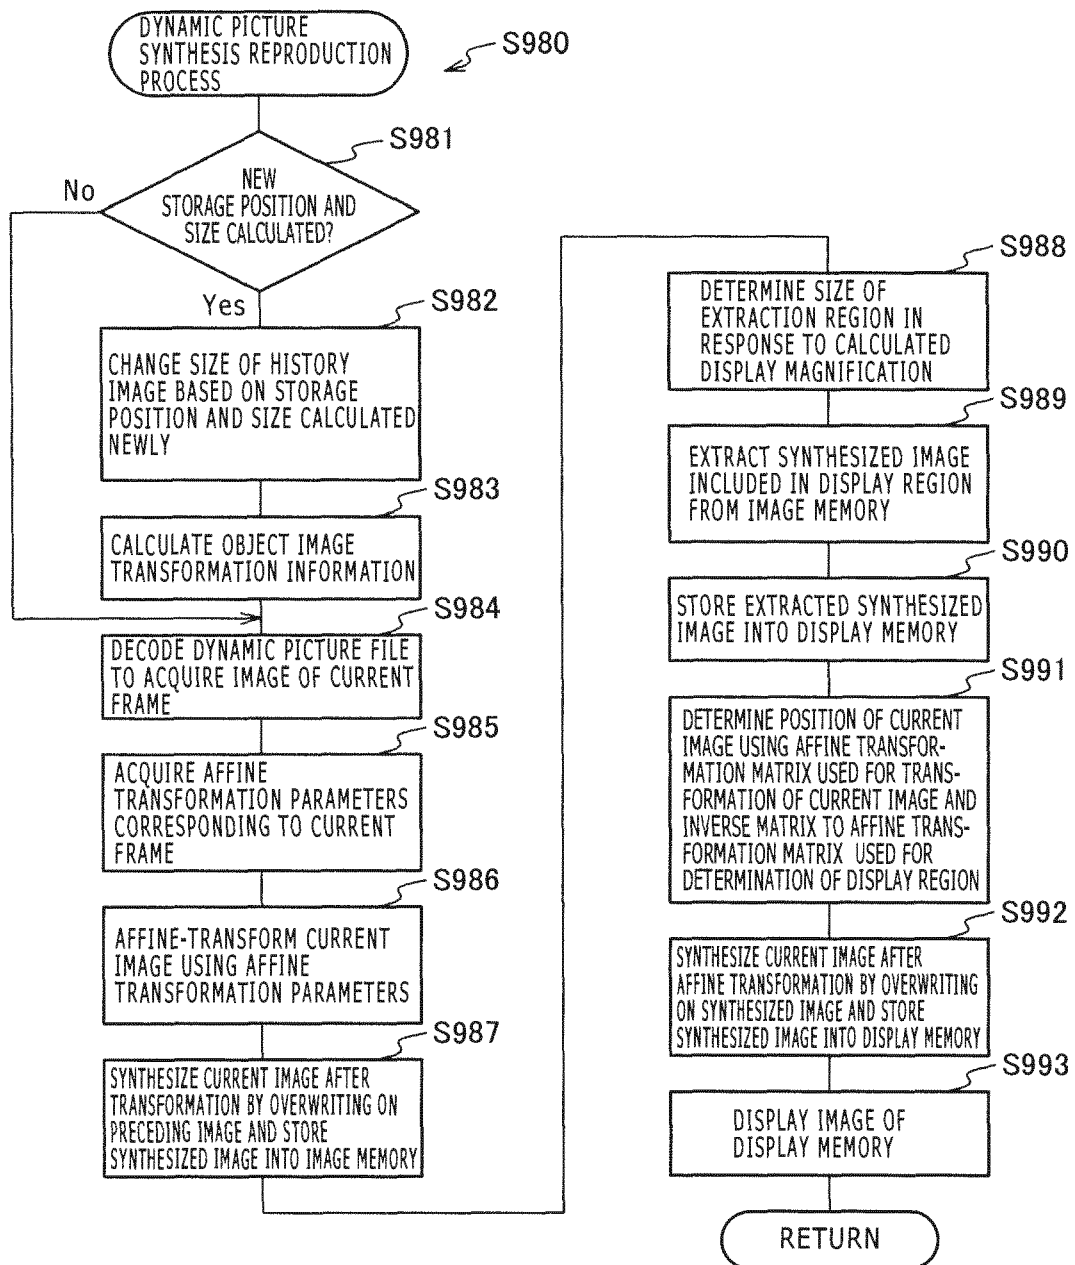 DYNAMIC PICTURE
SYNTHESIS REPRODUCTION
PROCESS
S980
S981
NEW
STORAGE POSITION AND
SIZE CALCULATED?
No
Yes
S982
CHANGE SIZE OF HISTORY
IMAGE BASED ON STORAGE
POSITION AND SIZE CALCULATED
NEWLY
S983
CALCULATE OBJECT IMAGE
TRANSFORMATION INFORMATION
S984
DECODE DYNAMIC PICTURE FILE
TO ACQUIRE IMAGE OF CURRENT
FRAME
S985
ACQUIRE AFFINE
TRANSFORMATION PARAMETERS
CORRESPONDING TO CURRENT
FRAME
S986
AFFINE-TRANSFORM CURRENT
IMAGE USING AFFINE
TRANSFORMATION PARAMETERS
S987
SYNTHESIZE CURRENT IMAGE AFTER
TRANSFORMATION BY OVERWRITING ON
PRECEDING IMAGE AND STORE
SYNTHESIZED IMAGE INTO IMAGE MEMORY
S988
DETERMINE SIZE OF
EXTRACTION REGION IN
RESPONSE TO CALCULATED
DISPLAY MAGNIFICATION
S989
EXTRACT SYNTHESIZED IMAGE
INCLUDED IN DISPLAY REGION
FROM IMAGE MEMORY
S990
STORE EXTRACTED SYNTHESIZED
IMAGE INTO DISPLAY MEMORY
S991
DETERMINE POSITION OF CURRENT
IMAGE USING AFFINE TRANSFOR-
MATION MATRIX USED FOR TRANS-
FORMATION OF CURRENT IMAGE AND
INVERSE MATRIX TO AFFINE TRANS-
FORMATION MATRIX USED FOR
DETERMINATION OF DISPLAY REGION
S992
SYNTHESIZE CURRENT IMAGE AFTER
AFFINE TRANSFORMATION BY OVERWRITING
ON SYNTHESIZED IMAGE AND STORE
SYNTHESIZED IMAGE INTO DISPLAY MEMORY
S993
DISPLAY IMAGE OF
DISPLAY MEMORY
RETURN